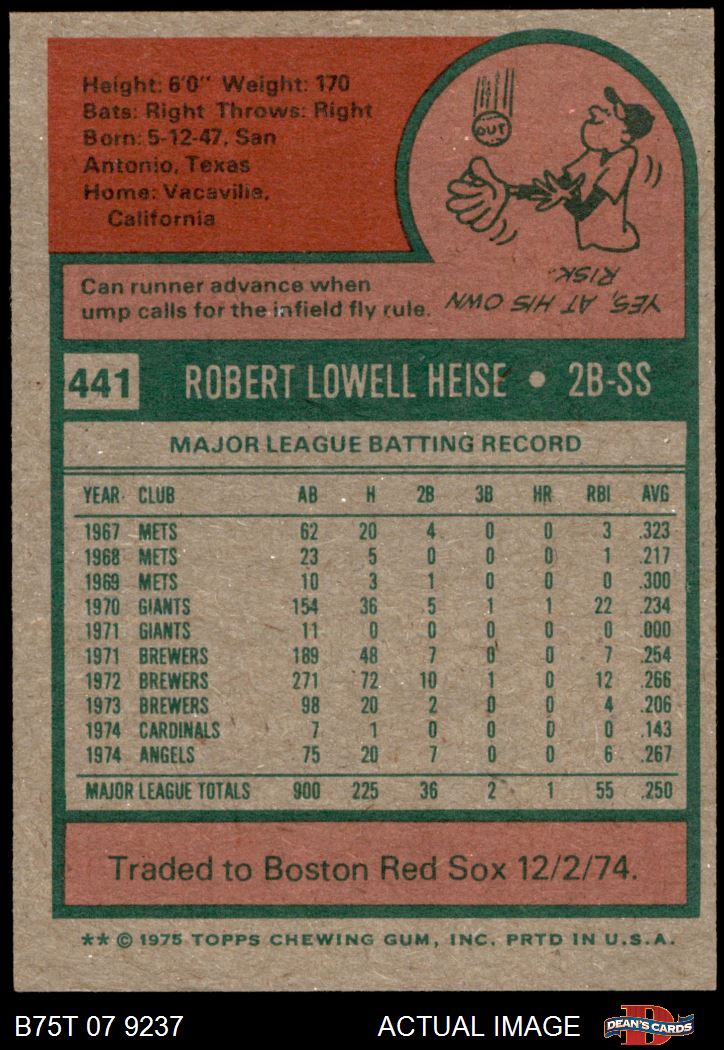 Height: 6'0" Weight: 170
Bats: Right Throws: Right
Born: 5-12-47, San
Antonio, Texas
Home: Vacaville,
California
OUT
Can runner advance when
ump calls for the infield fly rule.
YES, AT HIS OWN
RISK.
441 ROBERT LOWELL HEISE • 2B-SS
MAJOR LEAGUE BATTING RECORD
YEAR CLUB AB H 2B 3B HR RBI AVG
1967 METS 62 20 4 0 0 3 .323
1968 METS 23 5 0 0 0 1 .217
1969 METS 10 3 1 0 0 0 .300
1970 GIANTS 154 36 5 1 1 22 .234
1971 GIANTS 11 0 0 0 0 0 .000
1971 BREWERS 189 48 7 0 0 7 .254
1972 BREWERS 271 72 10 1 0 12 .266
1973 BREWERS 98 20 2 0 0 4 .206
1974 CARDINALS 7 1 0 0 0 0 .143
1974 ANGELS 75 20 7 0 0 6 .267
MAJOR LEAGUE TOTALS 900 225 36 2 1 55 .250
Traded to Boston Red Sox 12/2/74.
** © 1975 TOPPS CHEWING GUM, INC. PRTD IN U.S.A.
B75T 07 9237 ACTUAL IMAGE D DEAN'S CARDS